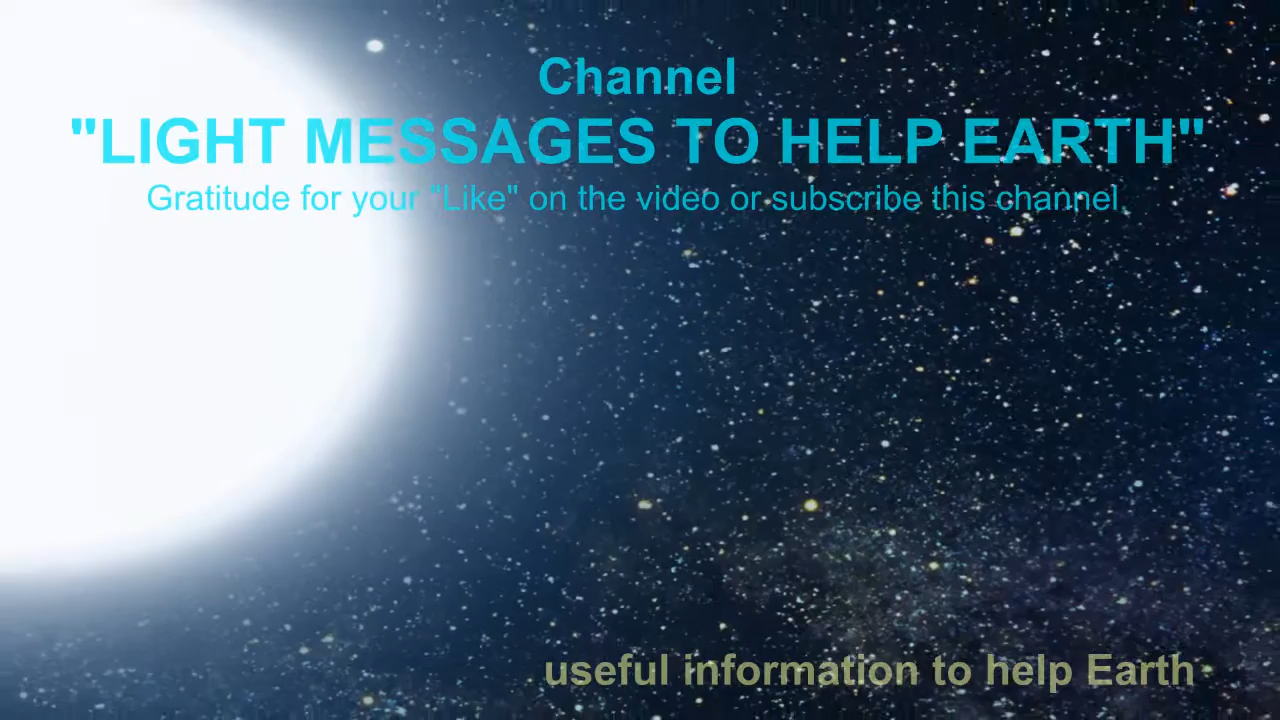 Channel
"LIGHT MESSAGES TO HELP EARTH"
Gratitude for your "Like" on the video or subscribe this channel.
useful information to help Earth